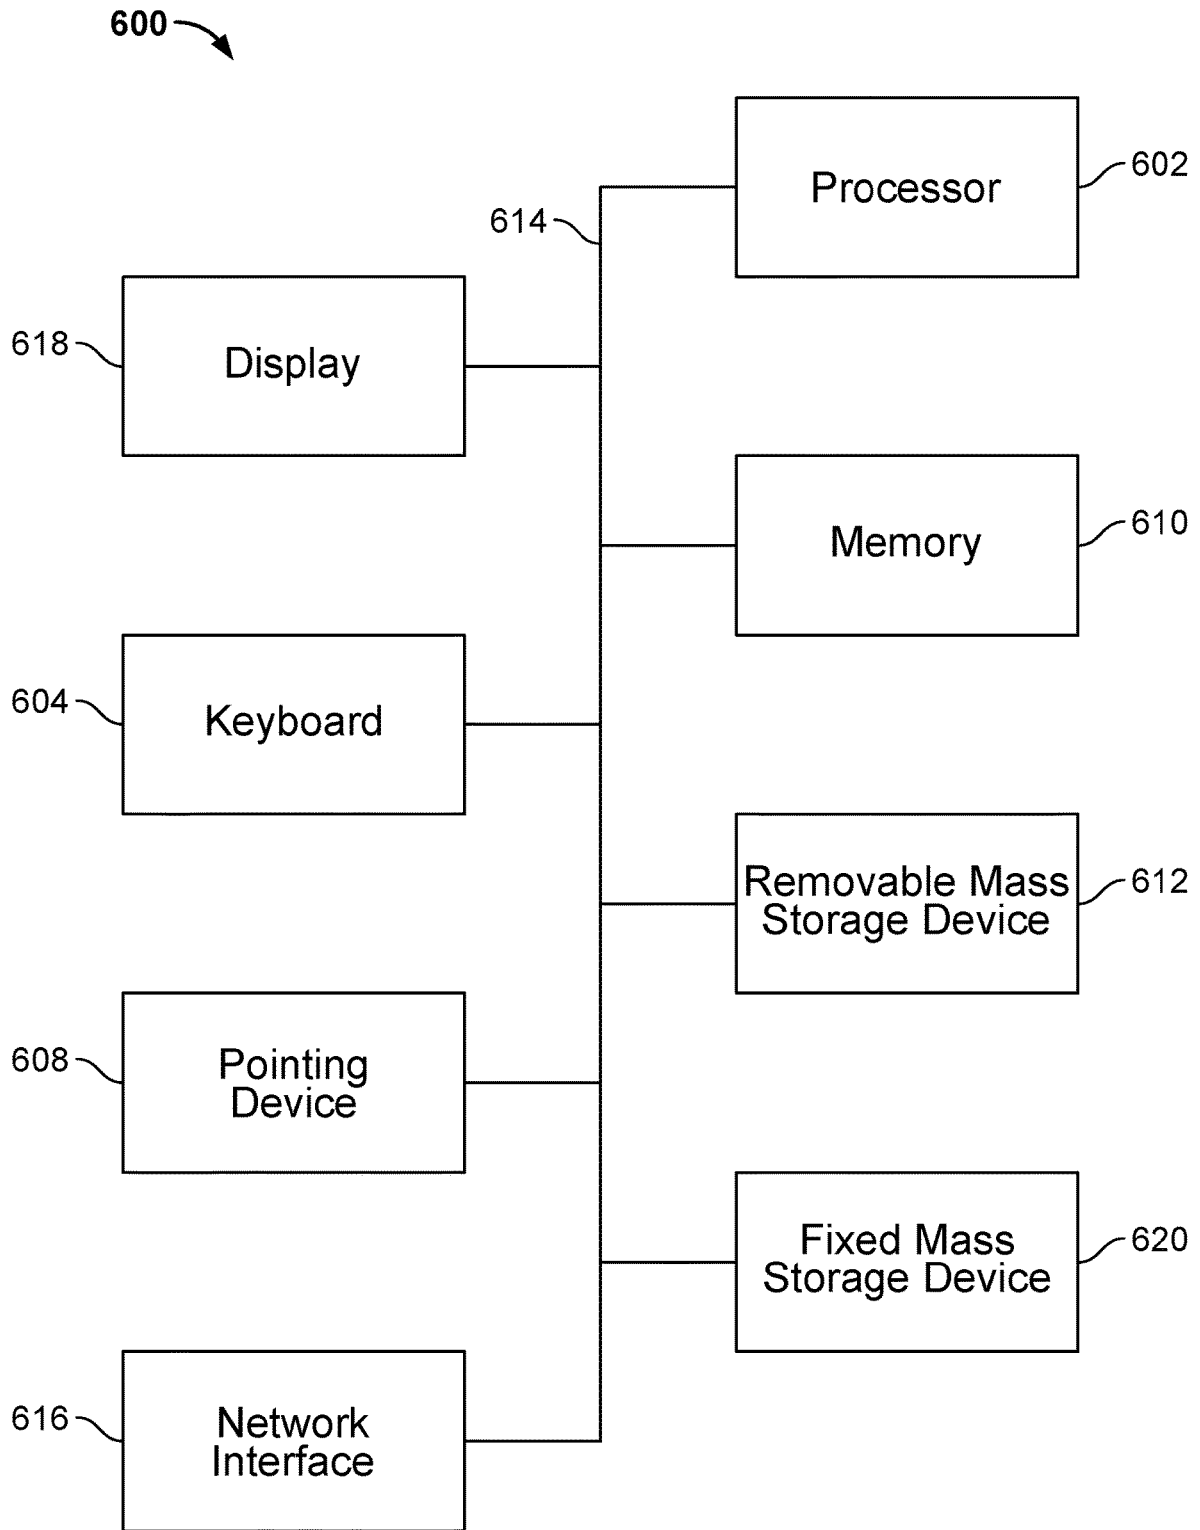 600
Processor
602
614
Display
618
Memory
610
Keyboard
604
Removable Mass
Storage Device
612
Pointing
Device
608
Fixed Mass
Storage Device
620
Network
Interface
616